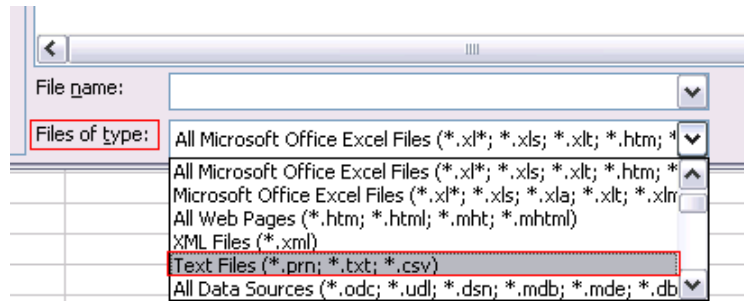 File name:
Files of type: All Microsoft Office Excel Files (*.xl*; *.xls; *.xlt; *.htm; *
All Microsoft Office Excel Files (*.xl*; *.xls; *.xlt; *.htm; *
Microsoft Office Excel Files (*.xl*; *.xls; *.xla; *.xlt; *.xlm
All Web Pages (*.htm; *.html; *.mht; *.mhtml)
XML Files (*.xml)
Text Files (*.prn; *.txt; *.csv)
All Data Sources (*.odc; *.udl; *.dsn; *.mdb; *.mde; *.db